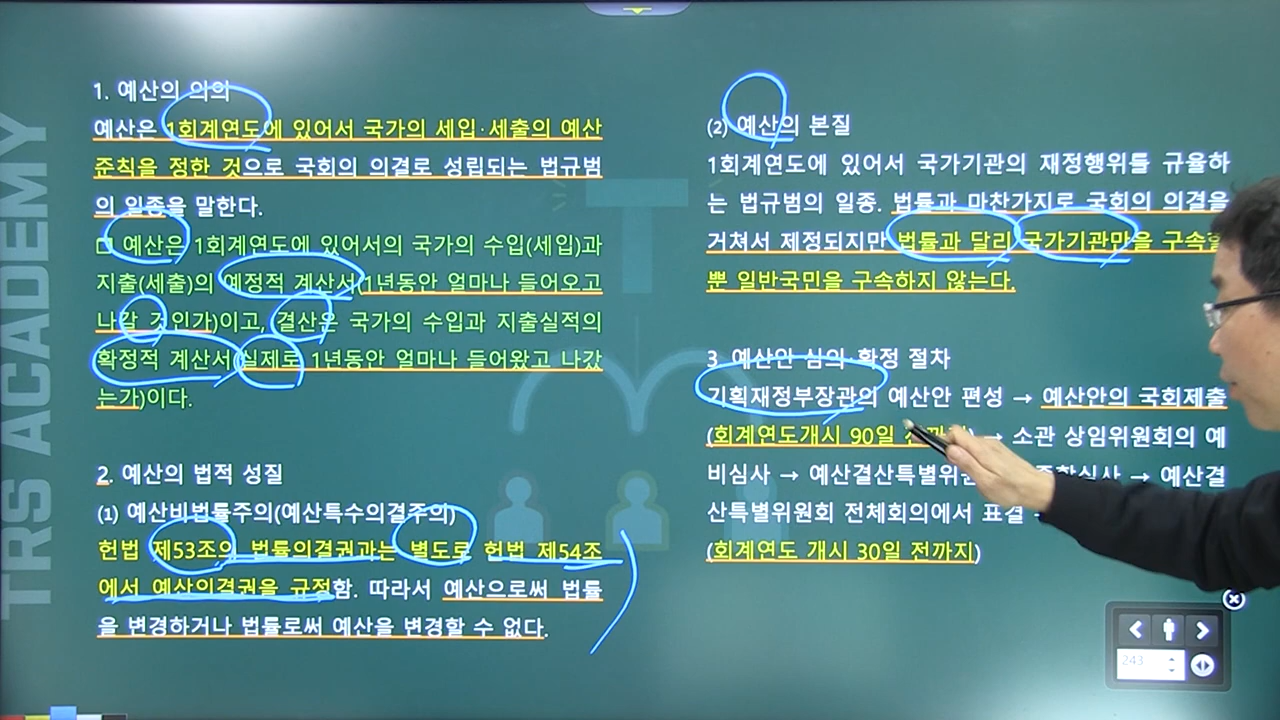 TRS ACADEMY
1. 예산의 의의
예산은 1회계연도에 있어서 국가의 세입·세출의 예산
준칙을 정한 것으로 국회의 의결로 성립되는 법규범
의 일종을 말한다.
□ 예산은 1회계연도에 있어서의 국가의 수입(세입)과
지출(세출)의 예정적 계산서(1년동안 얼마나 들어오고
나갈 것인가)이고, 결산은 국가의 수입과 지출실적의
확정적 계산서(실제로 1년동안 얼마나 들어왔고 나갔
는가)이다.
2. 예산의 법적 성질
(1) 예산비법률주의(예산특수의결주의)
헌법 제53조의 법률의결권과는 별도로 헌법 제54조
에서 예산의결권을 규정함. 따라서 예산으로써 법률
을 변경하거나 법률로써 예산을 변경할 수 없다.
(2) 예산의 본질
1회계연도에 있어서 국가기관의 재정행위를 규율하
는 법규범의 일종. 법률과 마찬가지로 국회의 의결을
거쳐서 제정되지만 법률과 달리 국가기관만을 구속할
뿐 일반국민을 구속하지 않는다.
3 예산안 심의 확정 절차
기획재정부장관의 예산안 편성 → 예산안의 국회제출
(회계연도개시 90일 전까지) → 소관 상임위원회의 예
비심사 → 예산결산특별위원 종합심사 → 예산결
산특별위원회 전체회의에서 표결
(회계연도 개시 30일 전까지)
243